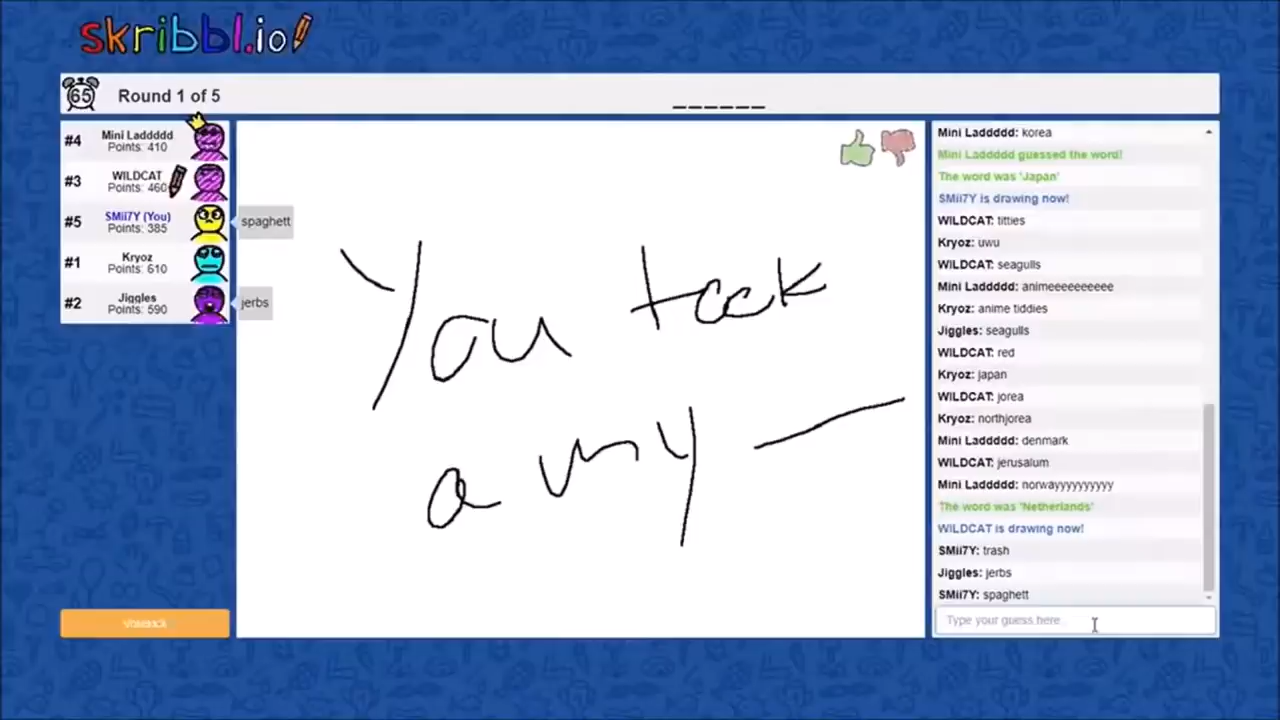 skribbl.io!
65 Round 1 of 5 ______
#4 Mini Laddddd
Points: 410
#3 WILDCAT
Points: 460
#5 SMii7Y (You)
Points: 385
spaghett
#1 Kryoz
Points: 610
#2 Jiggles
Points: 590
jerbs
Votekick
You took
a my —
Mini Laddddd: korea
Mini Laddddd guessed the word!
The word was 'Japan'
SMii7Y is drawing now!
WILDCAT: titties
Kryoz: uwu
WILDCAT: seagulls
Mini Laddddd: animeeeeeeeeee
Kryoz: anime tiddies
Jiggles: seagulls
WILDCAT: red
Kryoz: japan
WILDCAT: jorea
Kryoz: northjorea
Mini Laddddd: denmark
WILDCAT: jerusalum
Mini Laddddd: norwayyyyyyyyyy
The word was 'Netherlands'
WILDCAT is drawing now!
SMii7Y: trash
Jiggles: jerbs
SMii7Y: spaghett
Type your guess here...